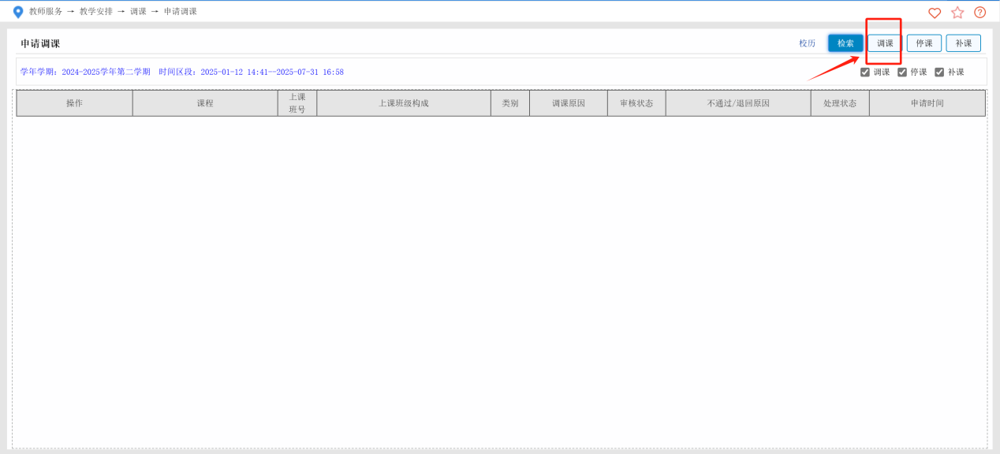 教师服务 → 教学安排 → 调课 → 申请调课
申请调课
校历 检索 调课 停课 补课
学年学期：2024-2025学年第二学期 时间区段：2025-01-12 14:41--2025-07-31 16:58
调课 停课 补课
操作 课程 上课班号 上课班级构成 类别 调课原因 审核状态 不通过/退回原因 处理状态 申请时间